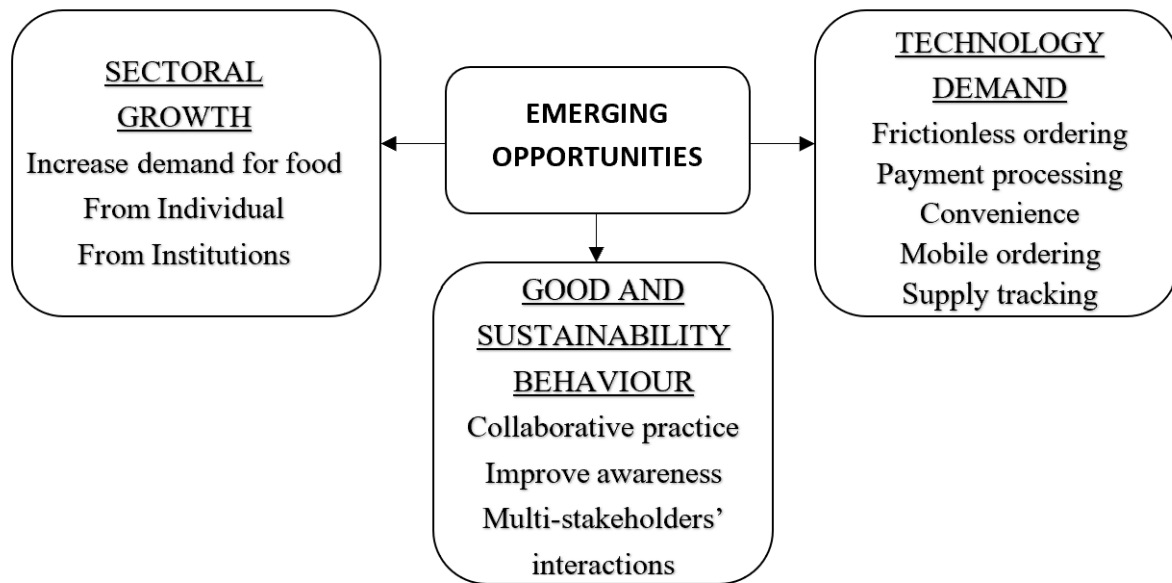 EMERGING
OPPORTUNITIES
SECTORAL
GROWTH
Increase demand for food
From Individual
From Institutions
GOOD AND
SUSTAINABILITY
BEHAVIOUR
Collaborative practice
Improve awareness
Multi-stakeholders’
interactions
TECHNOLOGY
DEMAND
Frictionless ordering
Payment processing
Convenience
Mobile ordering
Supply tracking